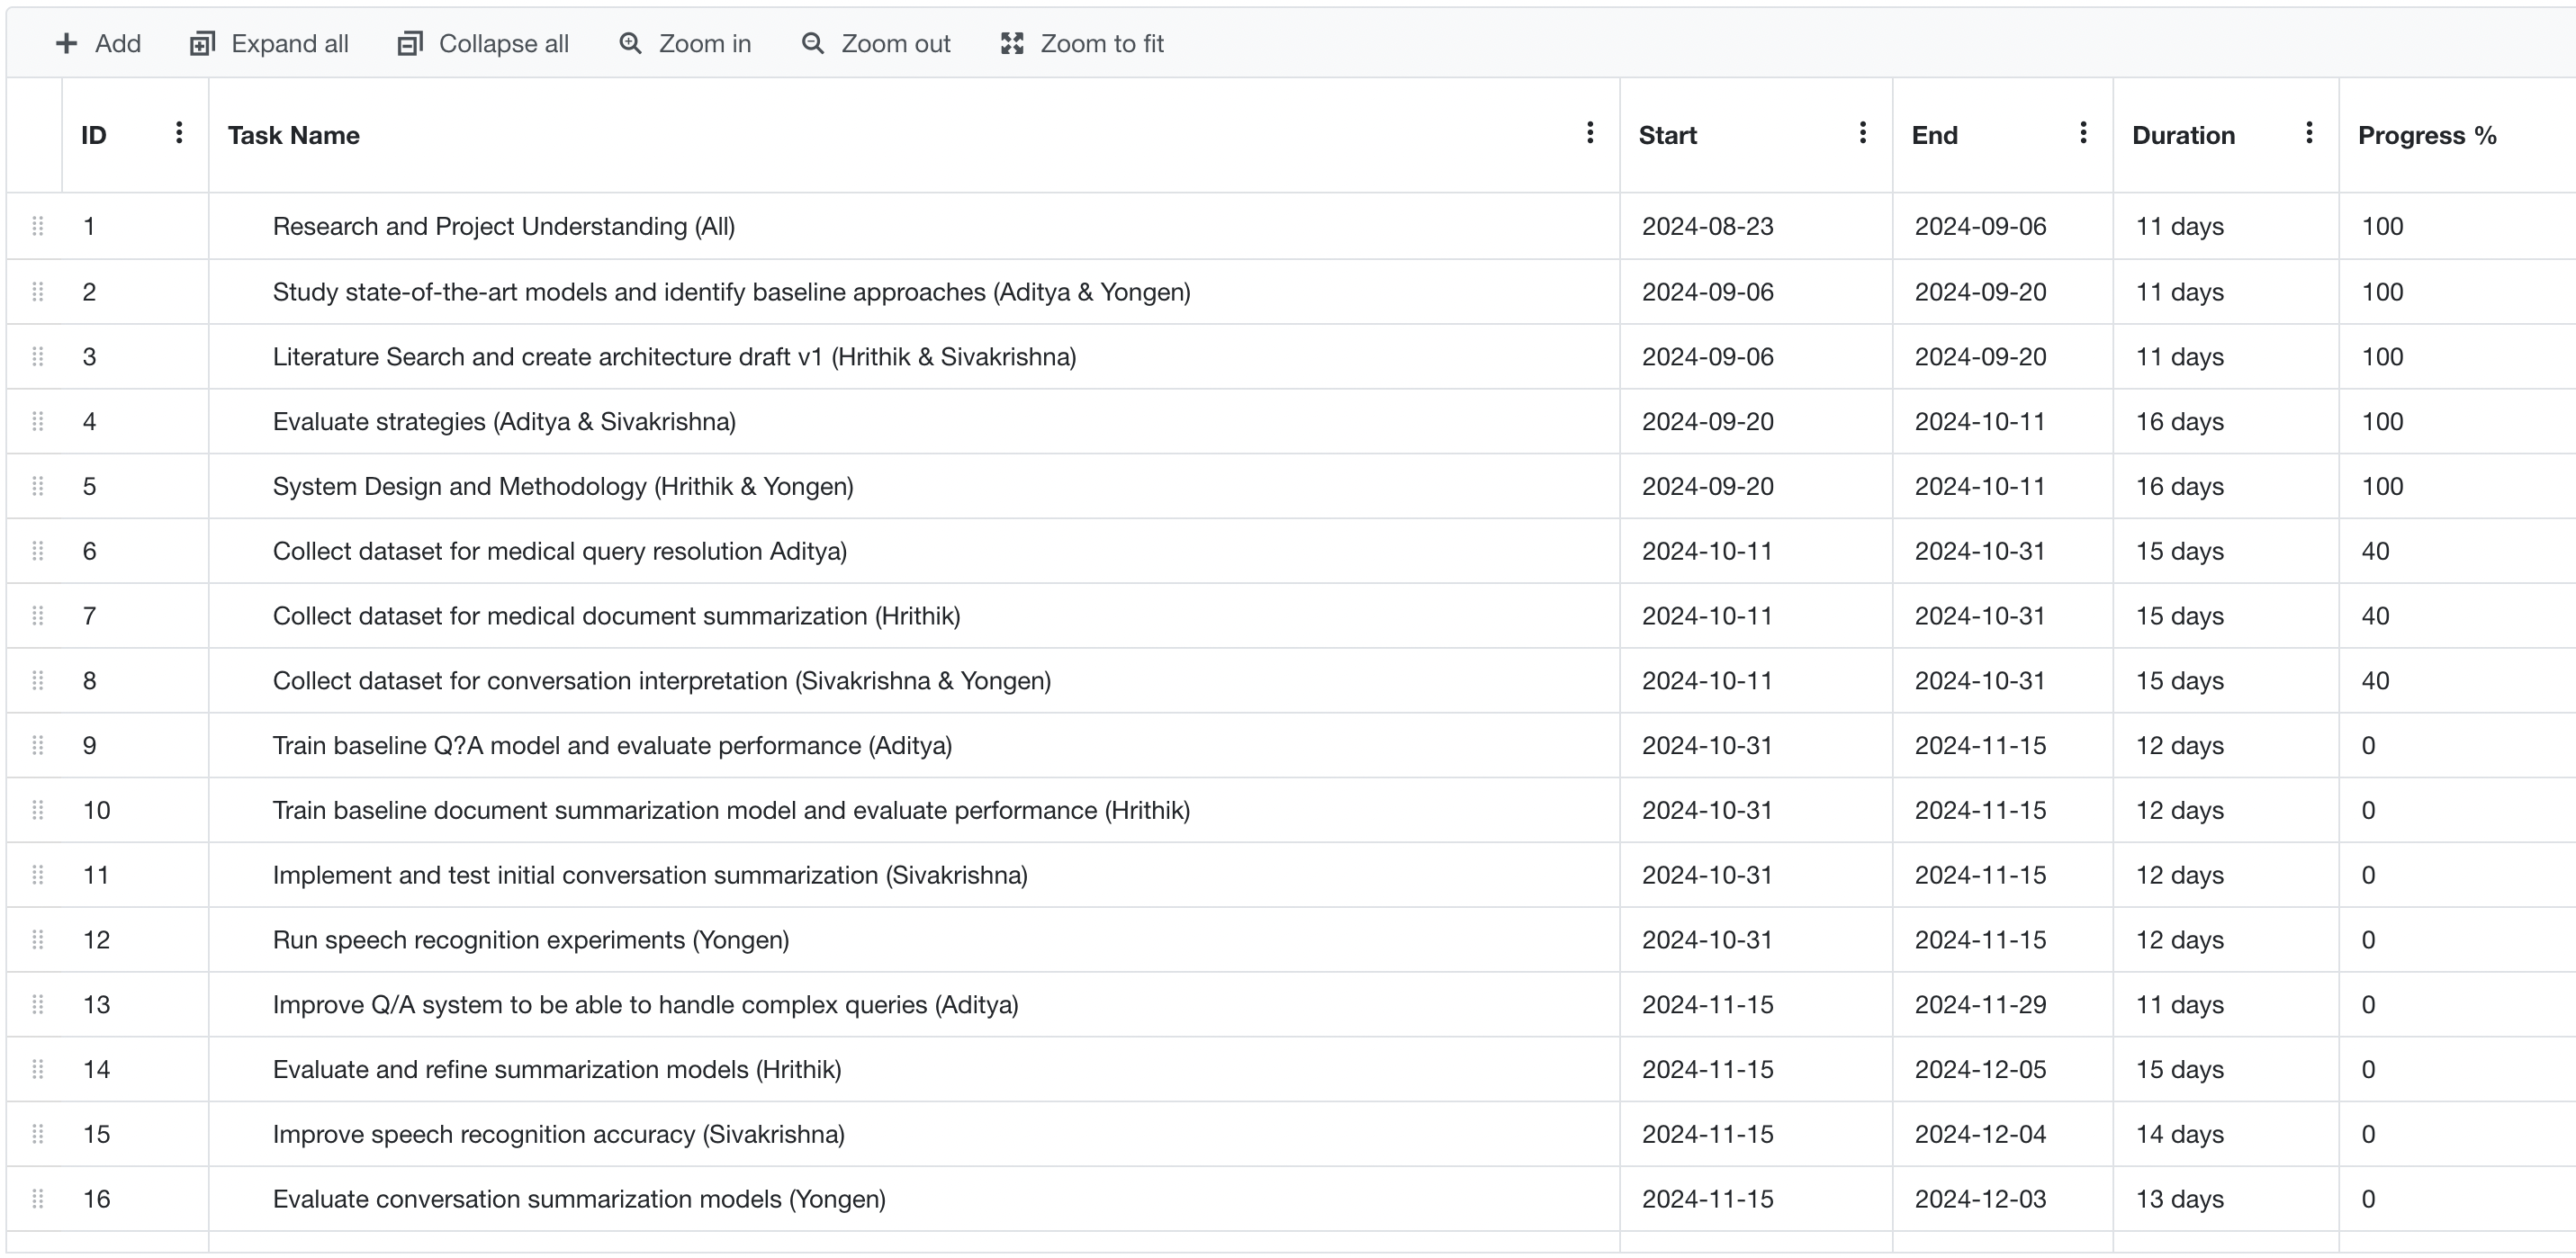 Add Expand all Collapse all Zoom in Zoom out Zoom to fit
ID Task Name Start End Duration Progress %
1 Research and Project Understanding (All) 2024-08-23 2024-09-06 11 days 100
2 Study state-of-the-art models and identify baseline approaches (Aditya & Yongen) 2024-09-06 2024-09-20 11 days 100
3 Literature Search and create architecture draft v1 (Hrithik & Sivakrishna) 2024-09-06 2024-09-20 11 days 100
4 Evaluate strategies (Aditya & Sivakrishna) 2024-09-20 2024-10-11 16 days 100
5 System Design and Methodology (Hrithik & Yongen) 2024-09-20 2024-10-11 16 days 100
6 Collect dataset for medical query resolution Aditya) 2024-10-11 2024-10-31 15 days 40
7 Collect dataset for medical document summarization (Hrithik) 2024-10-11 2024-10-31 15 days 40
8 Collect dataset for conversation interpretation (Sivakrishna & Yongen) 2024-10-11 2024-10-31 15 days 40
9 Train baseline Q?A model and evaluate performance (Aditya) 2024-10-31 2024-11-15 12 days 0
10 Train baseline document summarization model and evaluate performance (Hrithik) 2024-10-31 2024-11-15 12 days 0
11 Implement and test initial conversation summarization (Sivakrishna) 2024-10-31 2024-11-15 12 days 0
12 Run speech recognition experiments (Yongen) 2024-10-31 2024-11-15 12 days 0
13 Improve Q/A system to be able to handle complex queries (Aditya) 2024-11-15 2024-11-29 11 days 0
14 Evaluate and refine summarization models (Hrithik) 2024-11-15 2024-12-05 15 days 0
15 Improve speech recognition accuracy (Sivakrishna) 2024-11-15 2024-12-04 14 days 0
16 Evaluate conversation summarization models (Yongen) 2024-11-15 2024-12-03 13 days 0